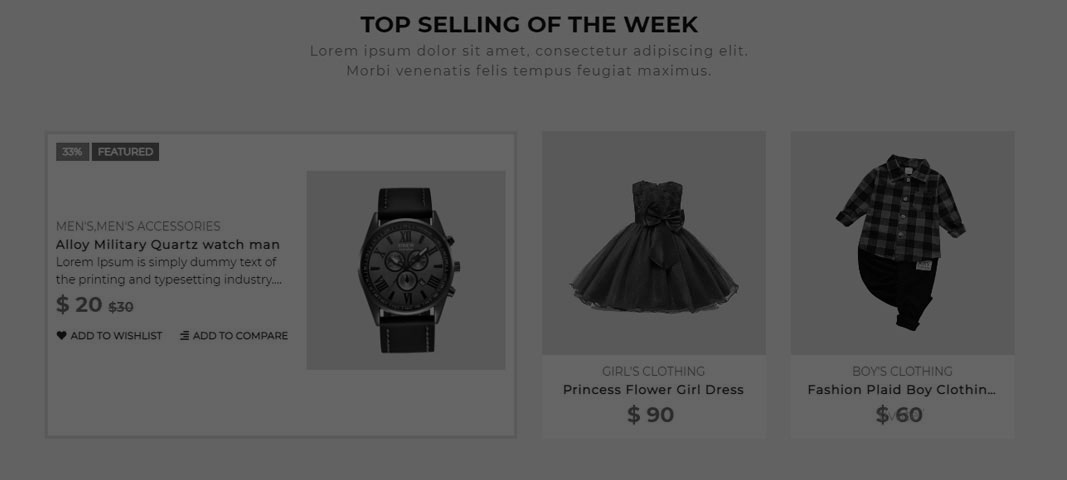 TOP SELLING OF THE WEEK
Lorem ipsum dolor sit amet, consectetur adipiscing elit.
Morbi venenatis felis tempus feugiat maximus.
33% FEATURED
MEN'S,MEN'S ACCESSORIES
Alloy Military Quartz watch man
Lorem Ipsum is simply dummy text of
the printing and typesetting industry....
$ 20 $30
ADD TO WISHLIST ADD TO COMPARE
GIRL'S CLOTHING
Princess Flower Girl Dress
$ 90
BOY'S CLOTHING
Fashion Plaid Boy Clothin...
$ 60